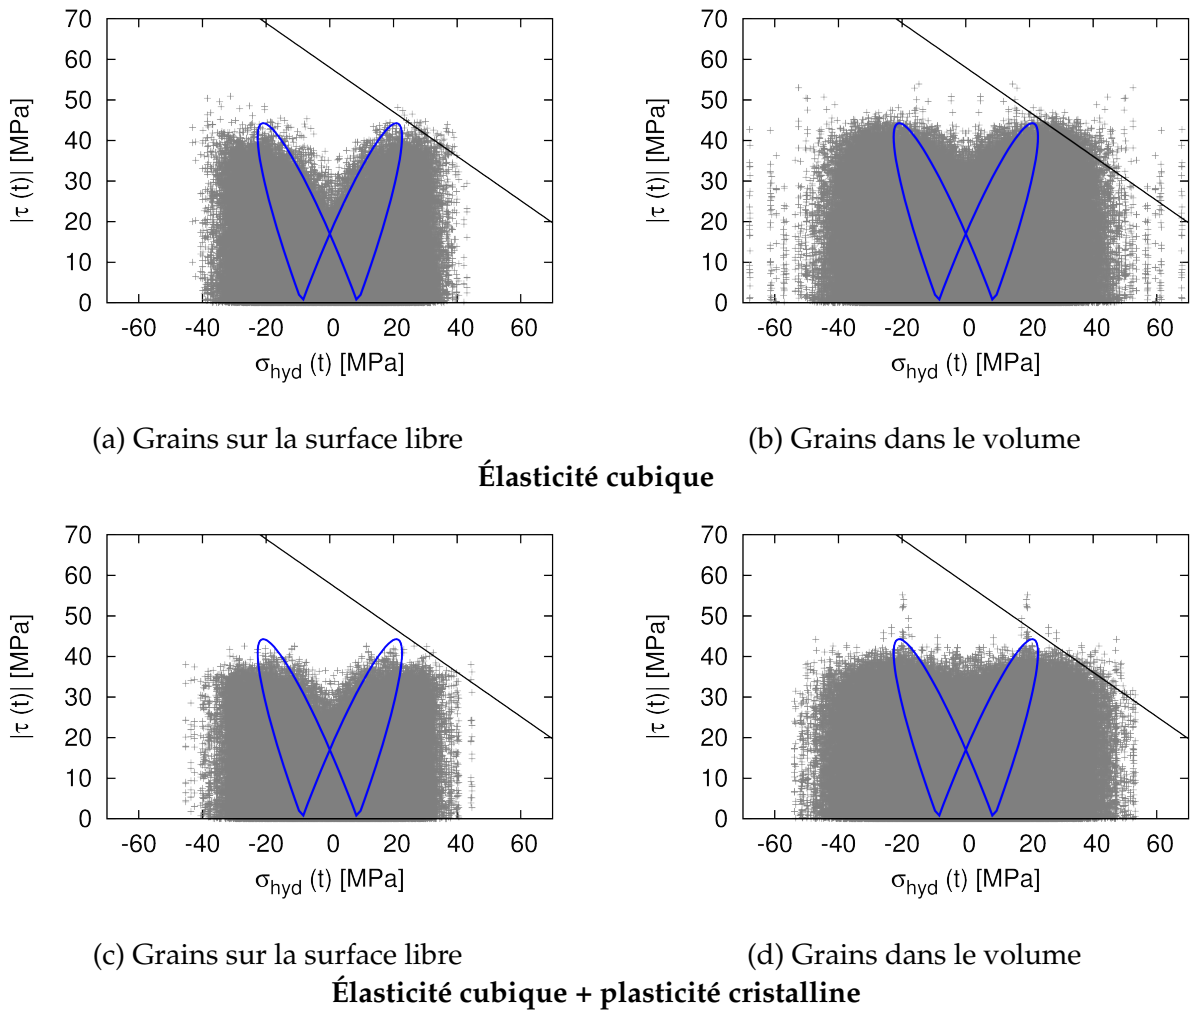 70
60
50
40
30
20
10
0
|τ (t)| [MPa]
-60 -40 -20 0 20 40 60
σhyd (t) [MPa]
(a) Grains sur la surface libre
70
60
50
40
30
20
10
0
|τ (t)| [MPa]
-60 -40 -20 0 20 40 60
σhyd (t) [MPa]
(b) Grains dans le volume
Élasticité cubique
70
60
50
40
30
20
10
0
|τ (t)| [MPa]
-60 -40 -20 0 20 40 60
σhyd (t) [MPa]
(c) Grains sur la surface libre
70
60
50
40
30
20
10
0
|τ (t)| [MPa]
-60 -40 -20 0 20 40 60
σhyd (t) [MPa]
(d) Grains dans le volume
Élasticité cubique + plasticité cristalline